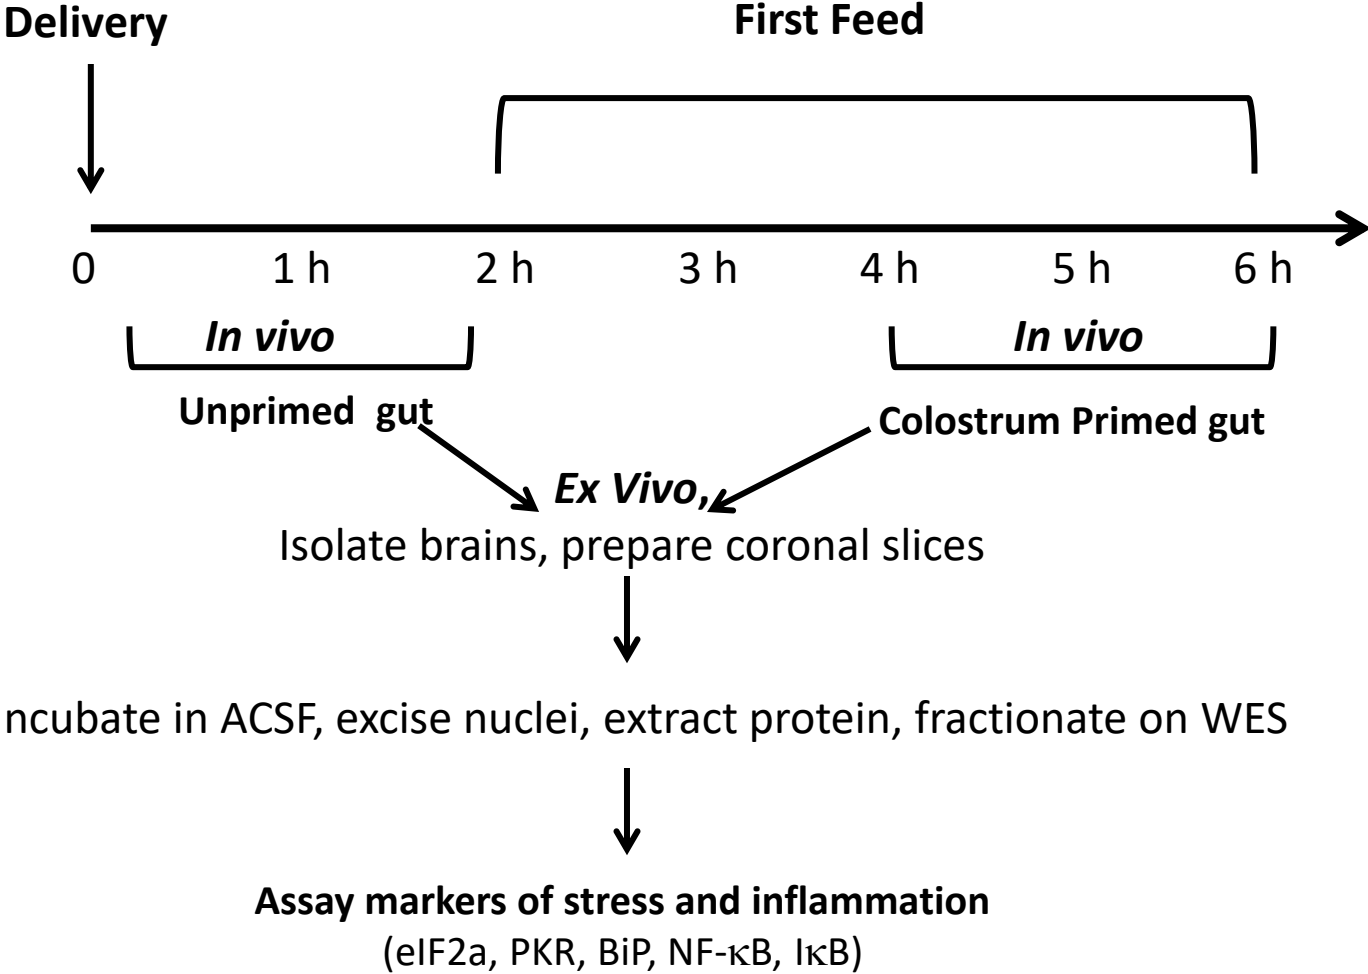 Delivery
First Feed
0 1 h 2 h 3 h 4 h 5 h 6 h
In vivo
In vivo
Unprimed gut
Colostrum Primed gut
Ex Vivo,
Isolate brains, prepare coronal slices
ncubate in ACSF, excise nuclei, extract protein, fractionate on WES
Assay markers of stress and inflammation
(eIF2a, PKR, BiP, NF-κB, IκB)